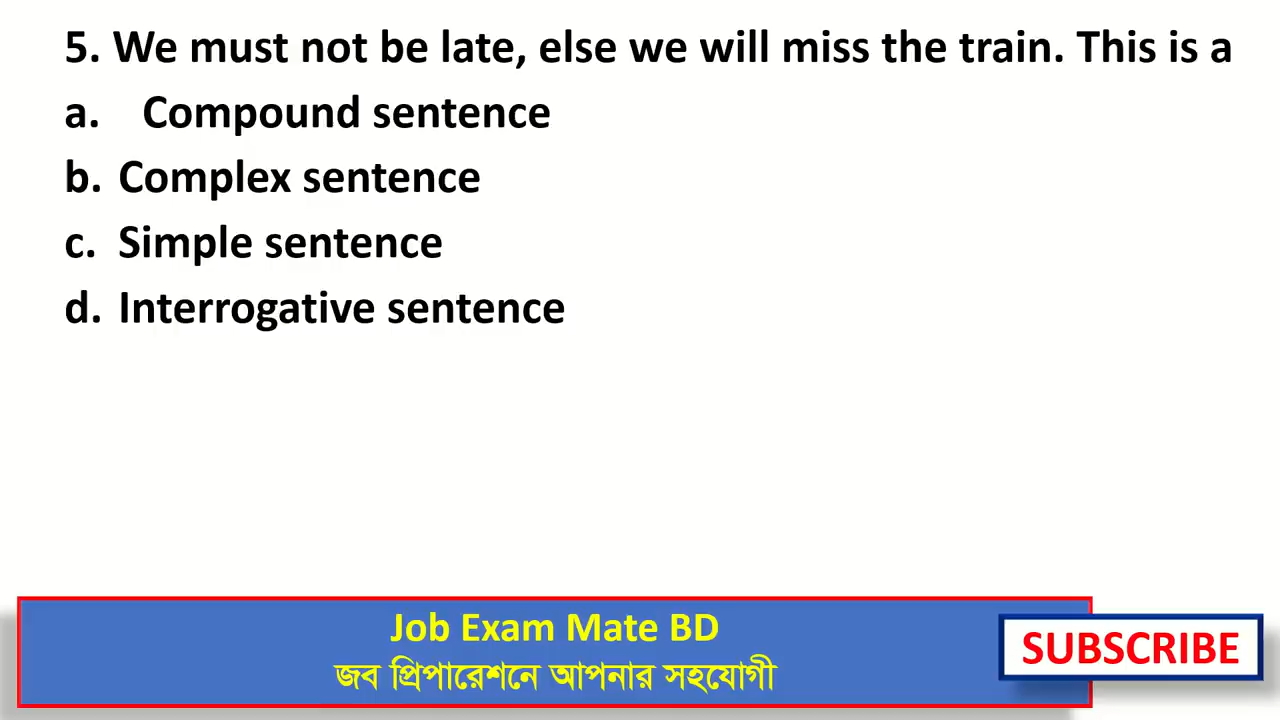 5. We must not be late, else we will miss the train. This is a
a. Compound sentence
b. Complex sentence
c. Simple sentence
d. Interrogative sentence
Job Exam Mate BD
জব প্রিপারেশনে আপনার সহযোগী
SUBSCRIBE